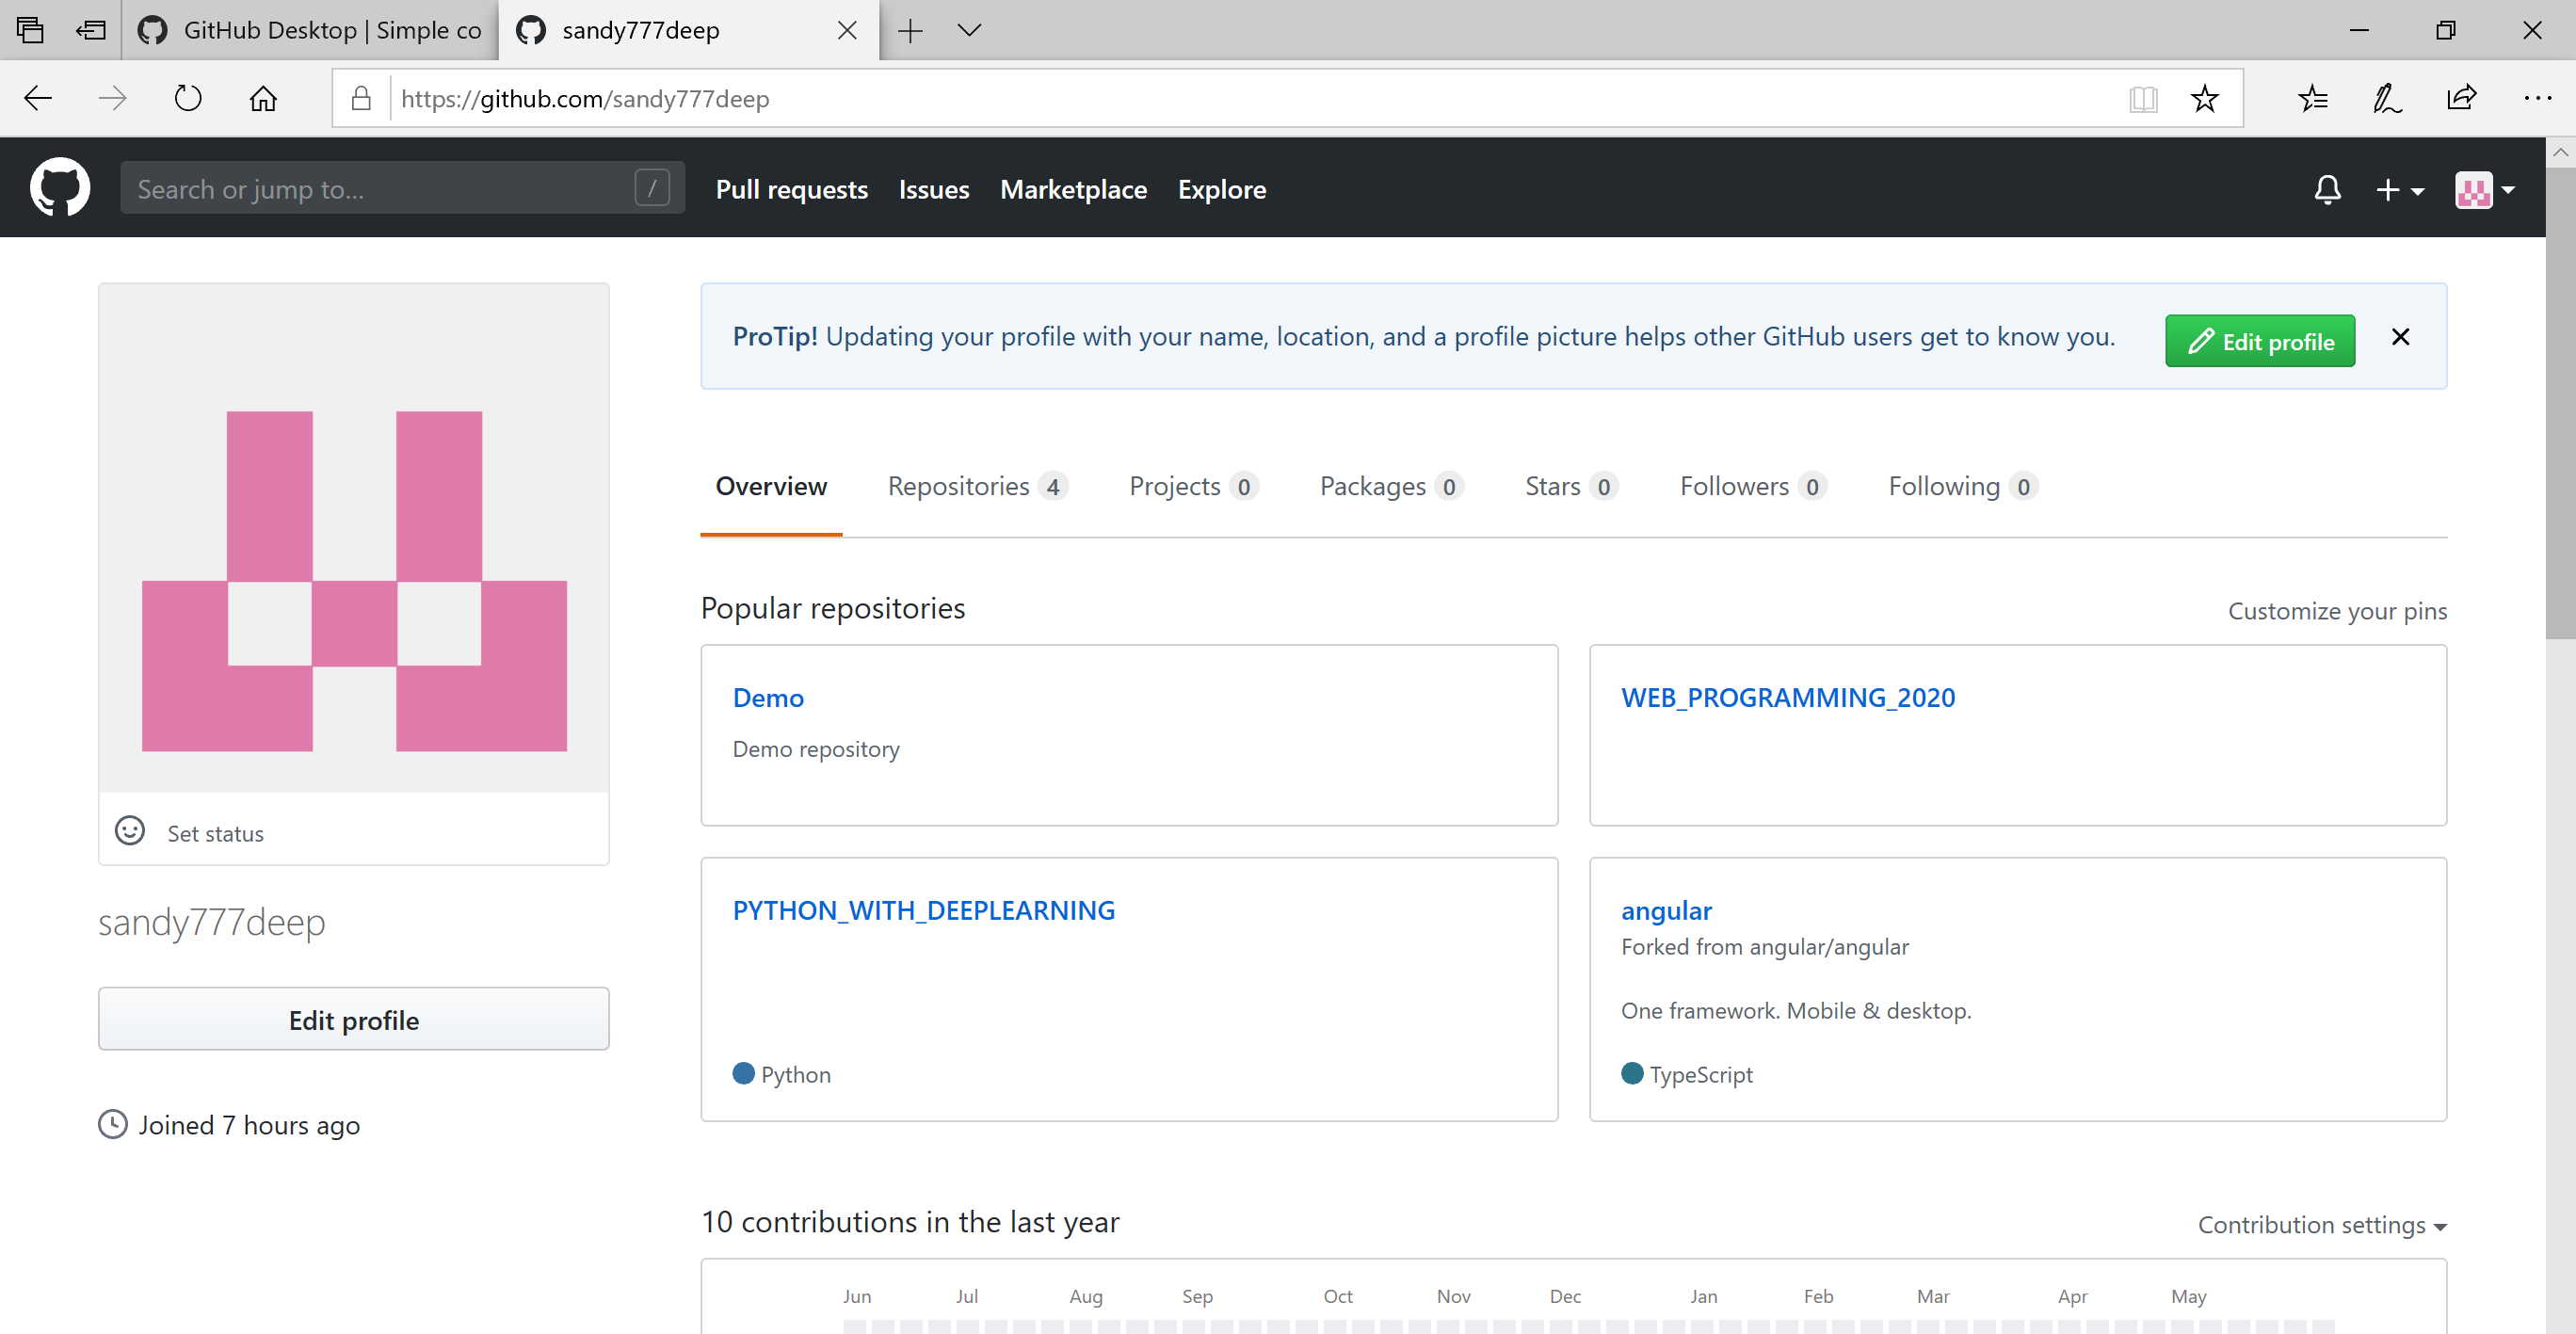 GitHub Desktop | Simple co
sandy777deep
https://github.com/sandy777deep
Search or jump to... /
Pull requests Issues Marketplace Explore
ProTip! Updating your profile with your name, location, and a profile picture helps other GitHub users get to know you.
Edit profile
Overview Repositories 4 Projects 0 Packages 0 Stars 0 Followers 0 Following 0
Popular repositories
Customize your pins
Demo
Demo repository
WEB_PROGRAMMING_2020
PYTHON_WITH_DEEPLEARNING
Python
angular
Forked from angular/angular
One framework. Mobile & desktop.
TypeScript
Set status
sandy777deep
Edit profile
Joined 7 hours ago
10 contributions in the last year
Contribution settings
Jun Jul Aug Sep Oct Nov Dec Jan Feb Mar Apr May